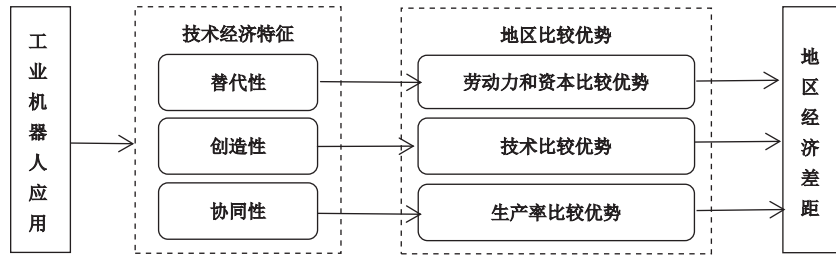 工业机器人应用
技术经济特征
替代性
创造性
协同性
地区比较优势
劳动力和资本比较优势
技术比较优势
生产率比较优势
地区经济差距